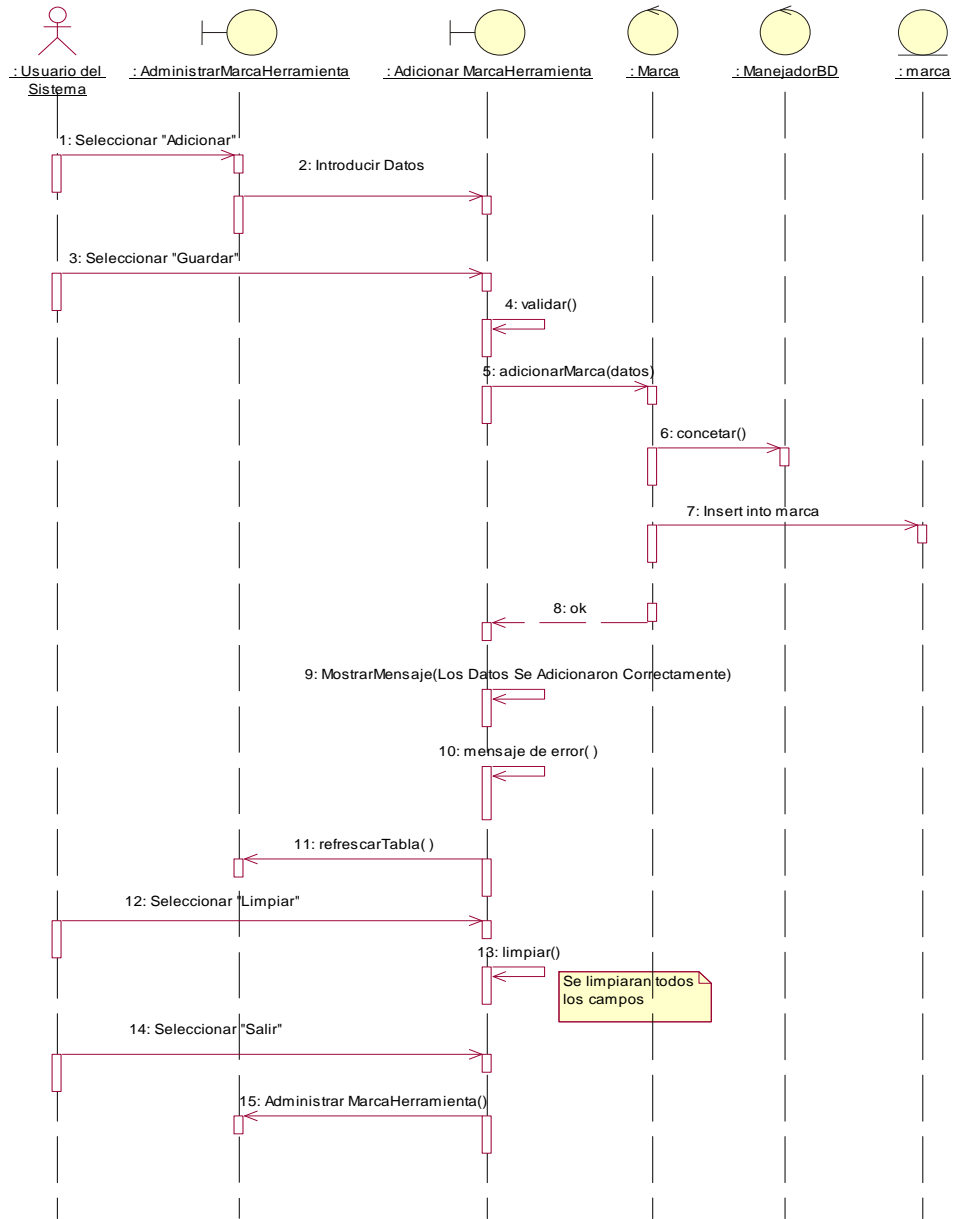 : Usuario del
Sistema
: AdministrarMarcaHerramienta
: Adicionar MarcaHerramienta
: Marca
: ManejadorBD
: marca
1: Seleccionar "Adicionar"
2: Introducir Datos
3: Seleccionar "Guardar"
4: validar()
5: adicionarMarca(datos)
6: concetar()
7: Insert into marca
8: ok
9: MostrarMensaje(Los Datos Se Adicionaron Correctamente)
10: mensaje de error( )
11: refrescarTabla( )
12: Seleccionar "Limpiar"
13: limpiar()
Se limpiaran todos
los campos
14: Seleccionar "Salir"
15: Administrar MarcaHerramienta()